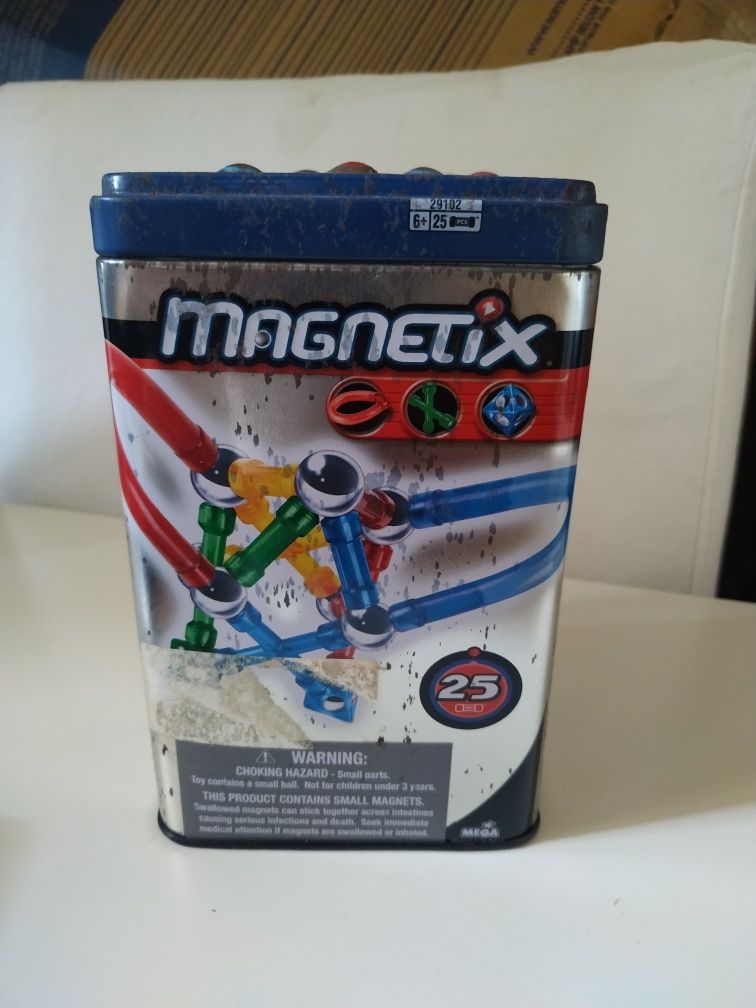 29102
6+ 25 PCS
MAGNETiX
25
WARNING:
CHOKING HAZARD - Small parts.
Toy contains a small ball. Not for children under 3 years.
THIS PRODUCT CONTAINS SMALL MAGNETS.
Swallowed magnets can stick together across intestines
causing serious infections and death. Seek immediate
medical attention if magnets are swallowed or inhaled.
MEGA